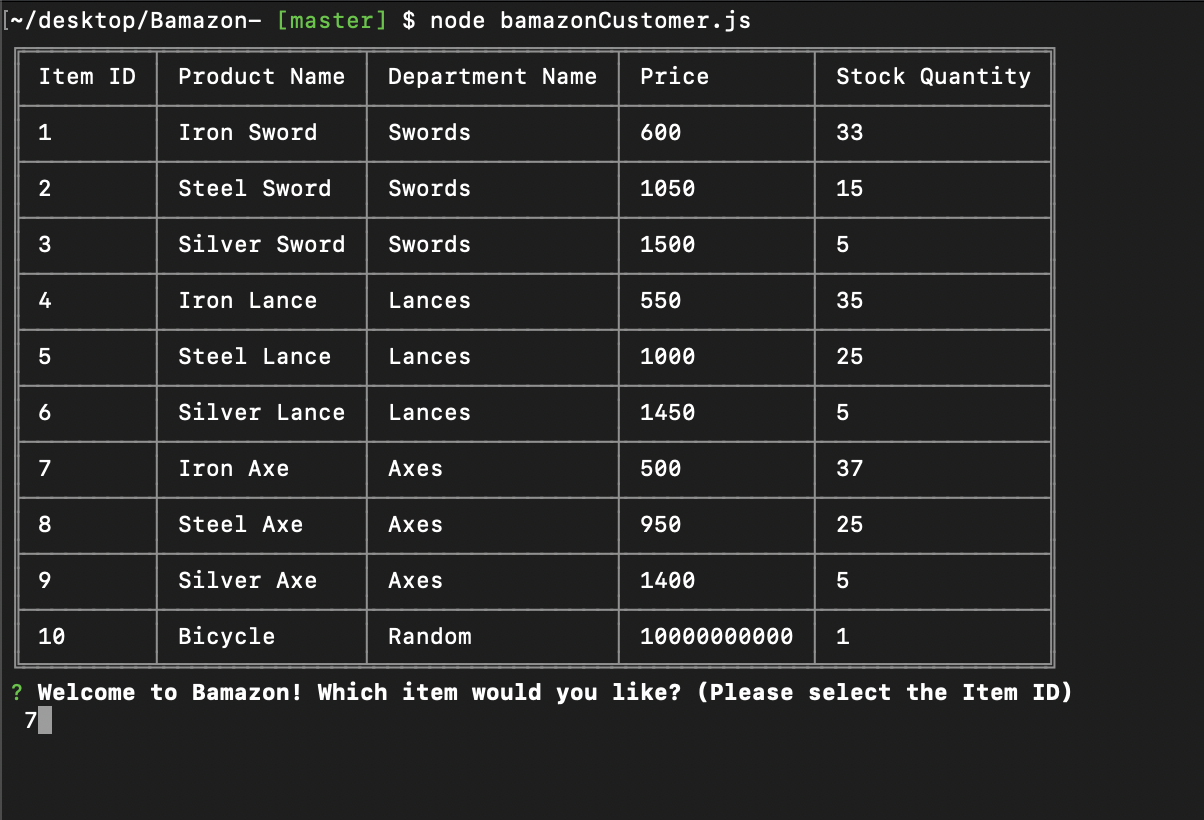 [~/desktop/Bamazon- [master] $ node bamazonCustomer.js
Item ID Product Name Department Name Price Stock Quantity
1 Iron Sword Swords 600 33
2 Steel Sword Swords 1050 15
3 Silver Sword Swords 1500 5
4 Iron Lance Lances 550 35
5 Steel Lance Lances 1000 25
6 Silver Lance Lances 1450 5
7 Iron Axe Axes 500 37
8 Steel Axe Axes 950 25
9 Silver Axe Axes 1400 5
10 Bicycle Random 10000000000 1
? Welcome to Bamazon! Which item would you like? (Please select the Item ID)
7